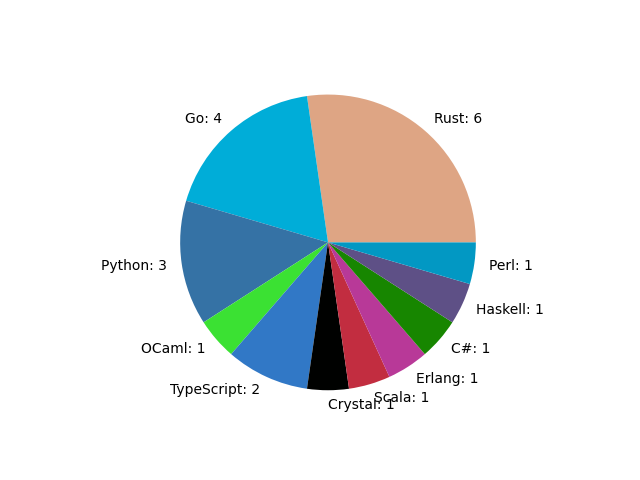 Rust: 6
Go: 4
Python: 3
OCaml: 1
TypeScript: 2
Crystal: 1
Scala: 1
Erlang: 1
C#: 1
Haskell: 1
Perl: 1